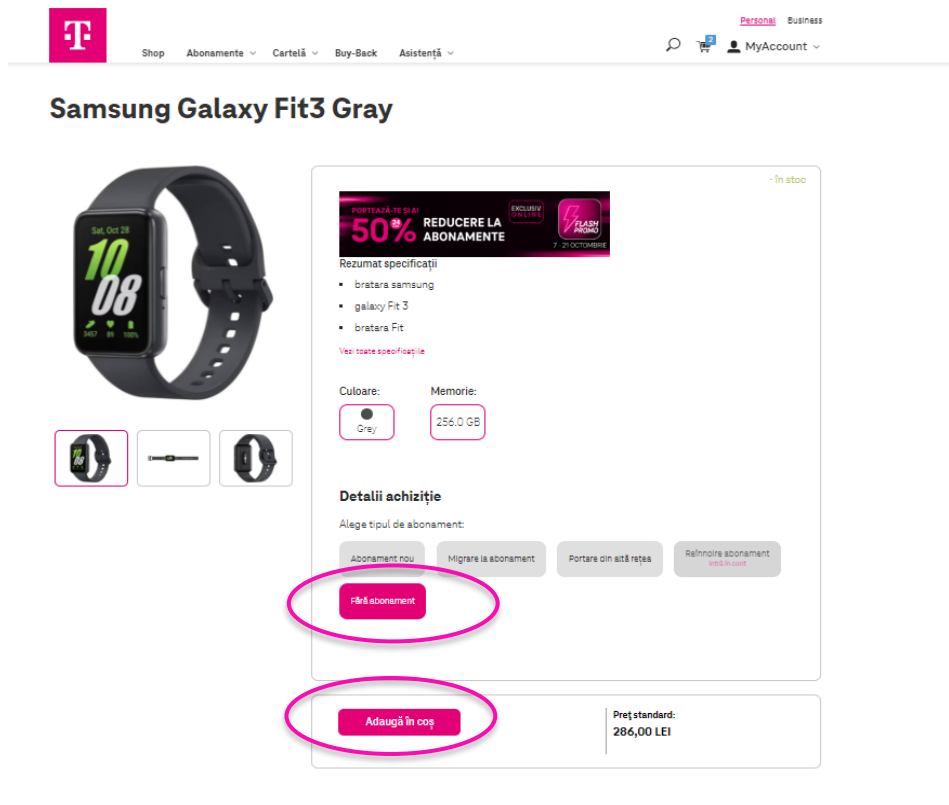 Personal Business
T
Shop Abonamente Cartelă Buy-Back Asistență
2
MyAccount
Samsung Galaxy Fit3 Gray
- în stoc
PORTEAZĂ-TE ȘI AI
50% REDUCERE LA
ABONAMENTE
EXCLUSIV
ONLINE
FLASH
PROMO
7 - 21 OCTOMBRIE
Rezumat specificații
bratara samsung
galaxy Fit 3
bratara Fit
Vezi toate specificațiile
Sat, Oct 28
10
08
3457 89 100%
Culoare: Memorie:
Grey
256.0 GB
Detalii achiziție
Alege tipul de abonament:
Abonament nou Migrare la abonament Portare din altă rețea Reînnoire abonament
Intră în cont
Fără abonament
Adaugă în coș
Preț standard:
286,00 LEI